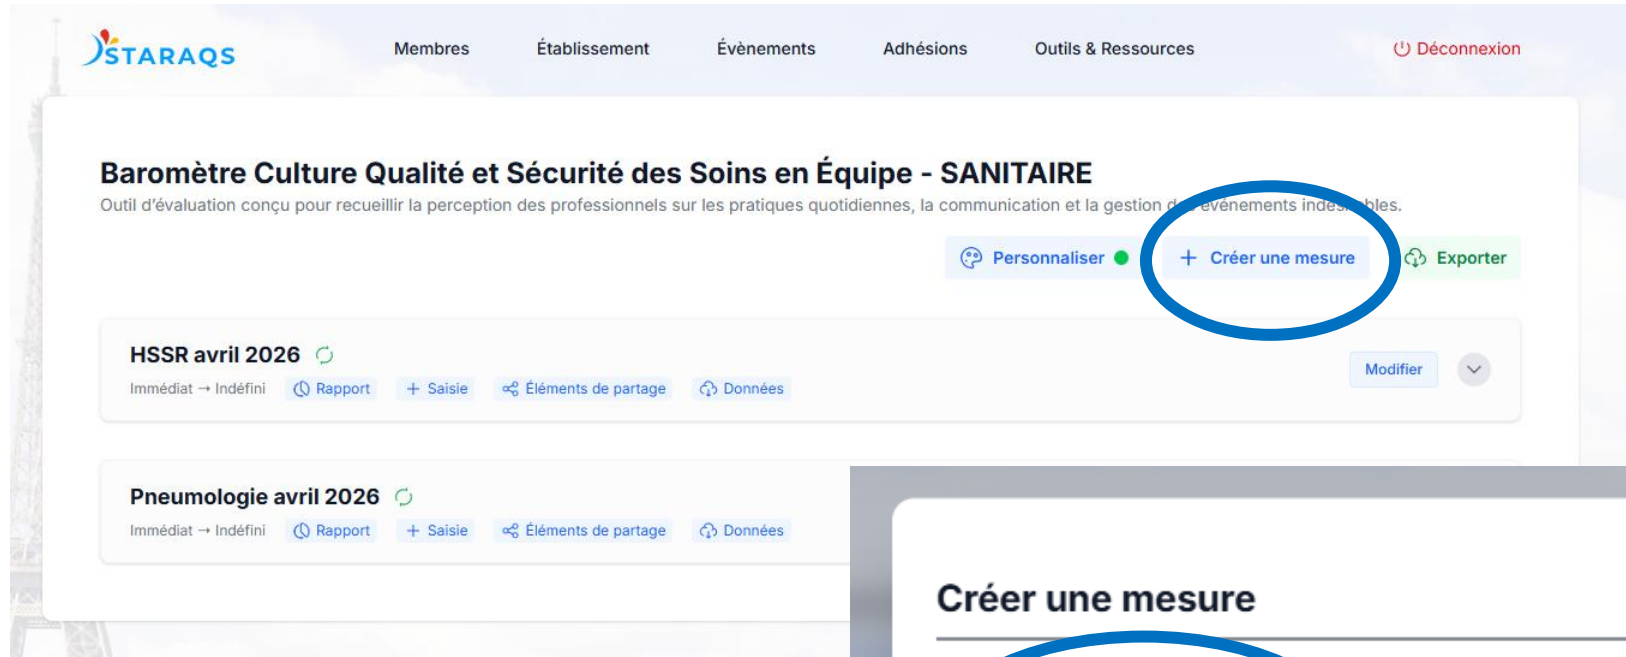 STARAQS Membres Établissement Évènements Adhésions Outils & Ressources Déconnexion
Baromètre Culture Qualité et Sécurité des Soins en Équipe - SANITAIRE
Outil d’évaluation conçu pour recueillir la perception des professionnels sur les pratiques quotidiennes, la communication et la gestion des événements indésirables.
Personnaliser + Créer une mesure Exporter
HSSR avril 2026
Modifier
Immédiat → Indéfini Rapport + Saisie Éléments de partage Données
Pneumologie avril 2026
Immédiat → Indéfini Rapport + Saisie Éléments de partage Données
Créer une mesure